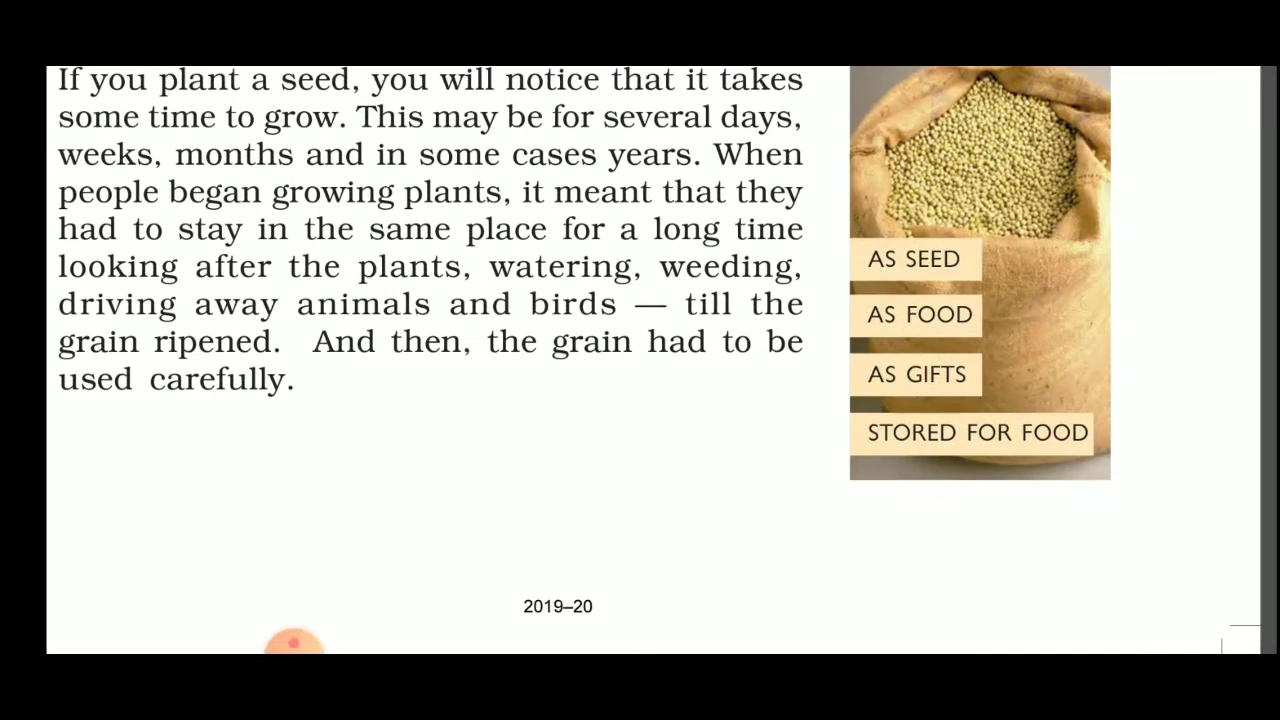 If you plant a seed, you will notice that it takes
some time to grow. This may be for several days,
weeks, months and in some cases years. When
people began growing plants, it meant that they
had to stay in the same place for a long time
looking after the plants, watering, weeding,
driving away animals and birds — till the
grain ripened. And then, the grain had to be
used carefully.
AS SEED
AS FOOD
AS GIFTS
STORED FOR FOOD
2019–20